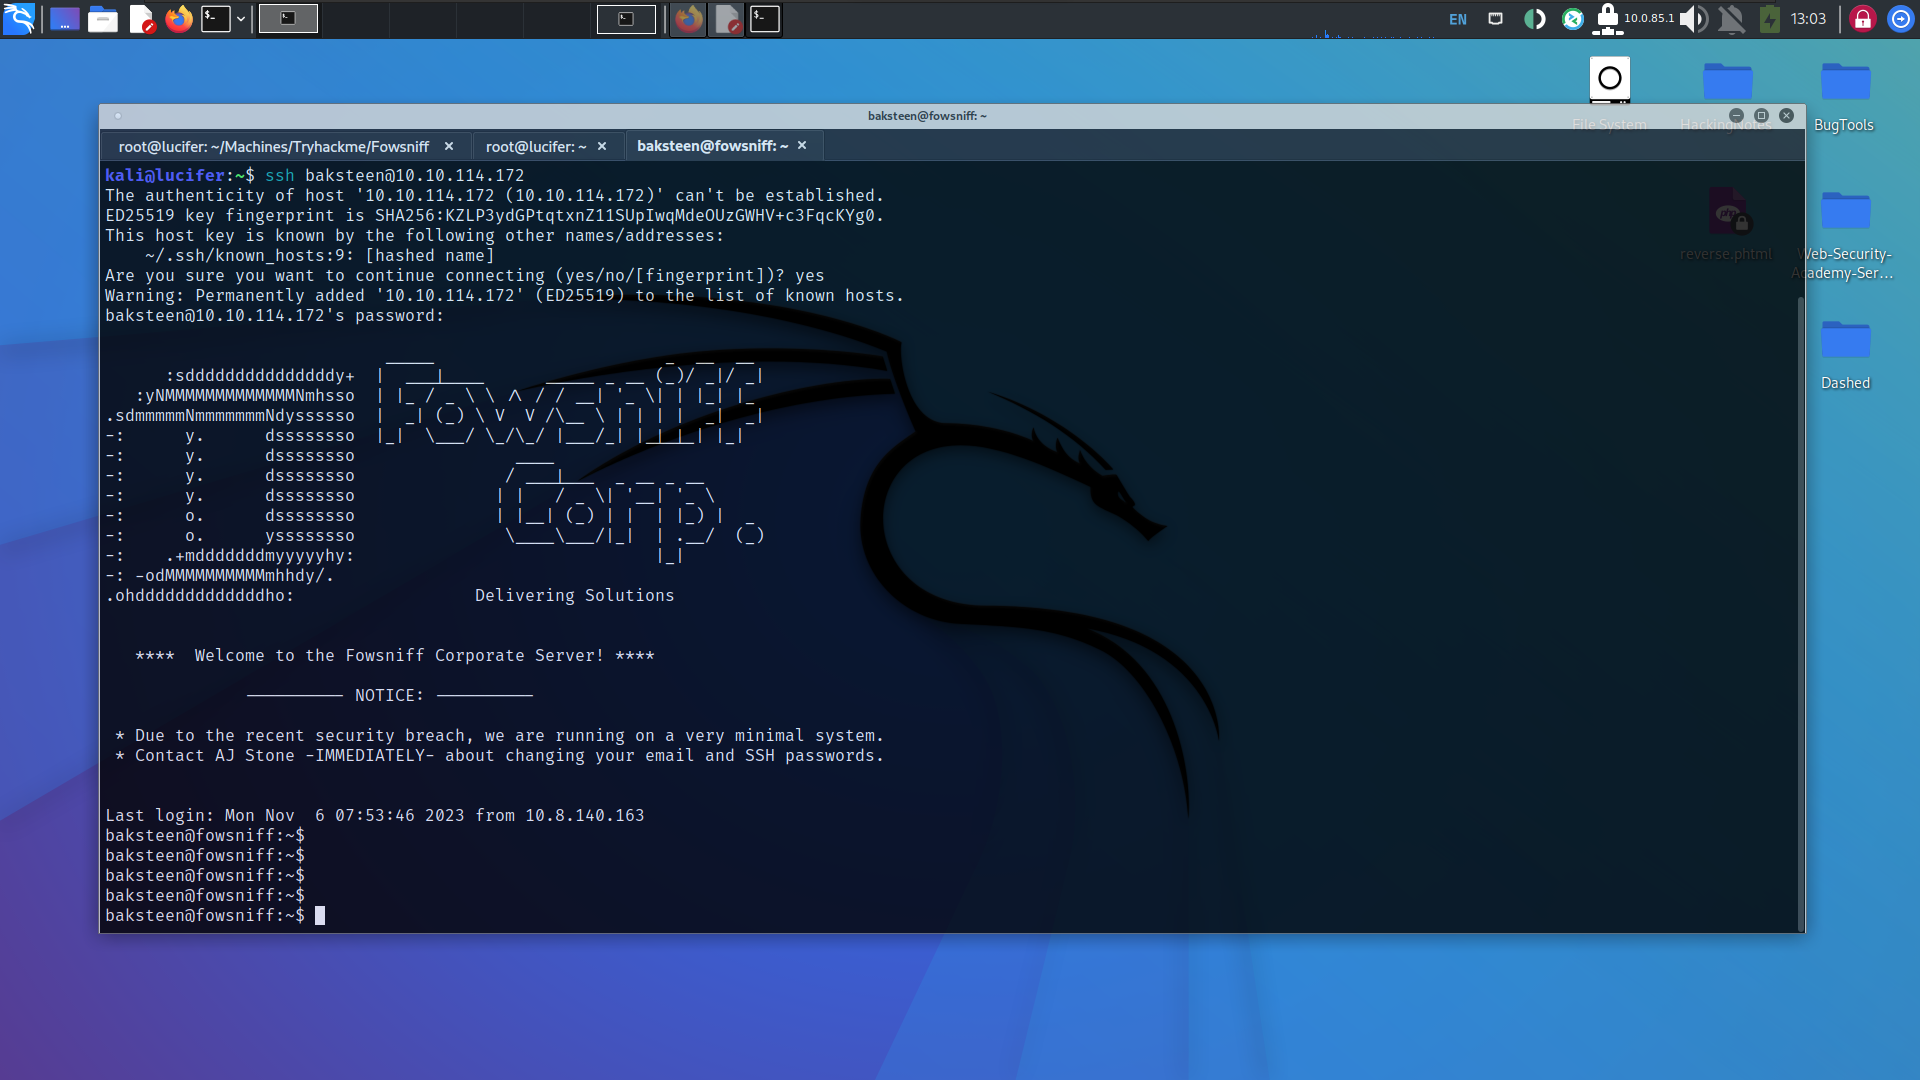 EN 10.0.85.1 13:03
baksteen@fowsniff: ~
root@lucifer: ~/Machines/Tryhackme/Fowsniff × root@lucifer: ~ × baksteen@fowsniff: ~ ×
kali@lucifer:~$ ssh baksteen@10.10.114.172
The authenticity of host '10.10.114.172 (10.10.114.172)' can't be established.
ED25519 key fingerprint is SHA256:KZLP3ydGPtqtxnZ11SUpIwqMdeOUzGWHV+c3FqcKYg0.
This host key is known by the following other names/addresses:
    ~/.ssh/known_hosts:9: [hashed name]
Are you sure you want to continue connecting (yes/no/[fingerprint])? yes
Warning: Permanently added '10.10.114.172' (ED25519) to the list of known hosts.
baksteen@10.10.114.172's password:
Fowsniff
Corp.
      :sdddddddddddddddy+
   :yNMMMMMMMMMMMMMNmhsso
.sdmmmmmNmmmmmmmNdyssssso
-:      y.      dssssssso
-:      y.      dssssssso
-:      y.      dssssssso
-:      y.      dssssssso
-:      o.      dssssssso
-:      o.      yssssssso
-:    .+mdddddddmyyyyyhy:
-: -odMMMMMMMMMMmhhdy/.
.ohdddddddddddddho:                  Delivering Solutions
   ****  Welcome to the Fowsniff Corporate Server! ****
              ---------- NOTICE: ----------
 * Due to the recent security breach, we are running on a very minimal system.
 * Contact AJ Stone -IMMEDIATELY- about changing your email and SSH passwords.
Last login: Mon Nov  6 07:53:46 2023 from 10.8.140.163
baksteen@fowsniff:~$
baksteen@fowsniff:~$
baksteen@fowsniff:~$
baksteen@fowsniff:~$
baksteen@fowsniff:~$
File System
HackingNotes
BugTools
reverse.phtml
Web-Security-
Academy-Ser...
Dashed